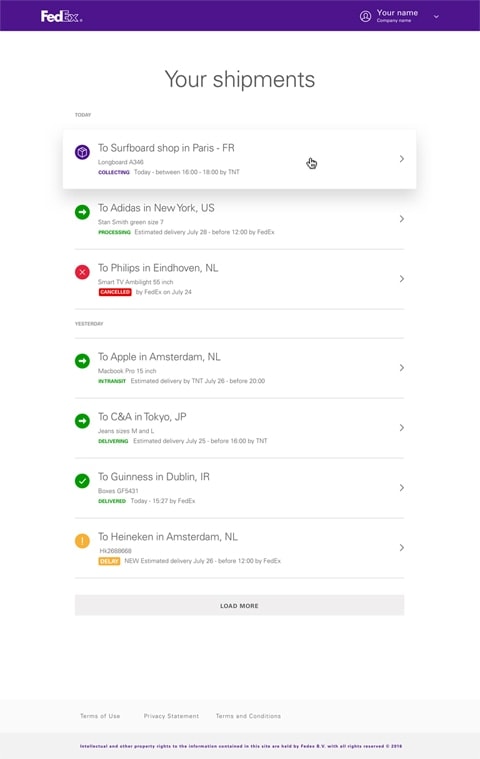 FedEx®
Your name
Company name
Your shipments
TODAY
To Surfboard shop in Paris - FR
Longboard A346
COLLECTING Today - between 16:00 - 18:00 by TNT
To Adidas in New York, US
Stan Smith green size 7
PROCESSING Estimated delivery July 28 - before 12:00 by FedEx
To Philips in Eindhoven, NL
Smart TV Ambilight 55 inch
CANCELLED by FedEx on July 24
YESTERDAY
To Apple in Amsterdam, NL
Macbook Pro 15 inch
INTRANSIT Estimated delivery by TNT July 26 - before 20:00
To C&A in Tokyo, JP
Jeans sizes M and L
DELIVERING Estimated delivery July 25 - before 16:00 by TNT
To Guinness in Dublin, IR
Boxes GF5431
DELIVERED Today - 15:27 by FedEx
To Heineken in Amsterdam, NL
Hk2668668
DELAY NEW Estimated delivery July 26 - before 12:00 by FedEx
LOAD MORE
Terms of Use Privacy Statement Terms and Conditions
Intellectual and other property rights to the information contained in this site are held by Fedex B.V. with all rights reserved © 2016